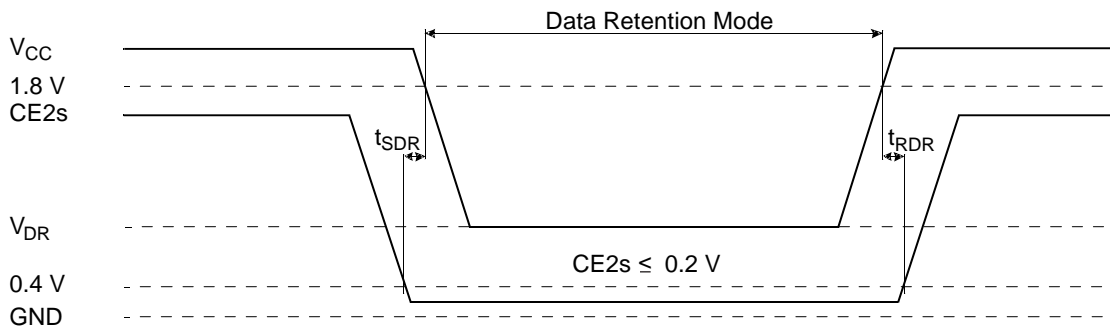 Data Retention Mode
VCC
1.8 V
CE2s
tSDR
tRDR
VDR
CE2s ≤ 0.2 V
0.4 V
GND